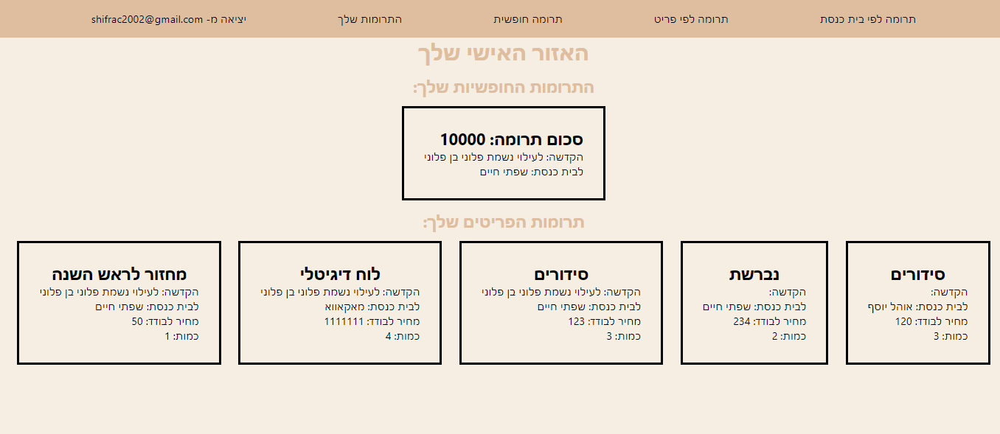 תרומה לפי בית כנסת
תרומה לפי פריט
תרומה חופשית
התרומות שלך
יציאה מ- shifrac2002@gmail.com
האזור האישי שלך
התרומות החופשיות שלך:
סכום תרומה: 10000
הקדשה: לעילוי נשמת פלוני בן פלוני
לבית כנסת: שפתי חיים
תרומות הפריטים שלך:
סידורים
הקדשה:
לבית כנסת: אוהל יוסף
מחיר לבודד: 120
כמות: 3
נברשת
הקדשה:
לבית כנסת: שפתי חיים
מחיר לבודד: 234
כמות: 2
סידורים
הקדשה: לעילוי נשמת פלוני בן פלוני
לבית כנסת: שפתי חיים
מחיר לבודד: 123
כמות: 3
לוח דיגיטלי
הקדשה: לעילוי נשמת פלוני בן פלוני
לבית כנסת: מאקאווא
מחיר לבודד: 1111111
כמות: 4
מחזור לראש השנה
הקדשה: לעילוי נשמת פלוני בן פלוני
לבית כנסת: שפתי חיים
מחיר לבודד: 50
כמות: 1